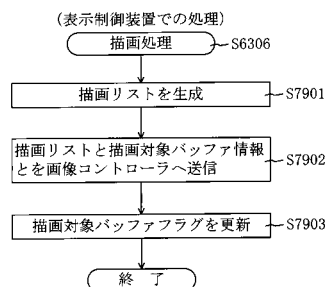 (表示制御装置での処理)
描画処理
S6306
描画リストを生成
S7901
描画リストと描画対象バッファ情報
とを画像コントローラへ送信
S7902
描画対象バッファフラグを更新
S7903
終 了